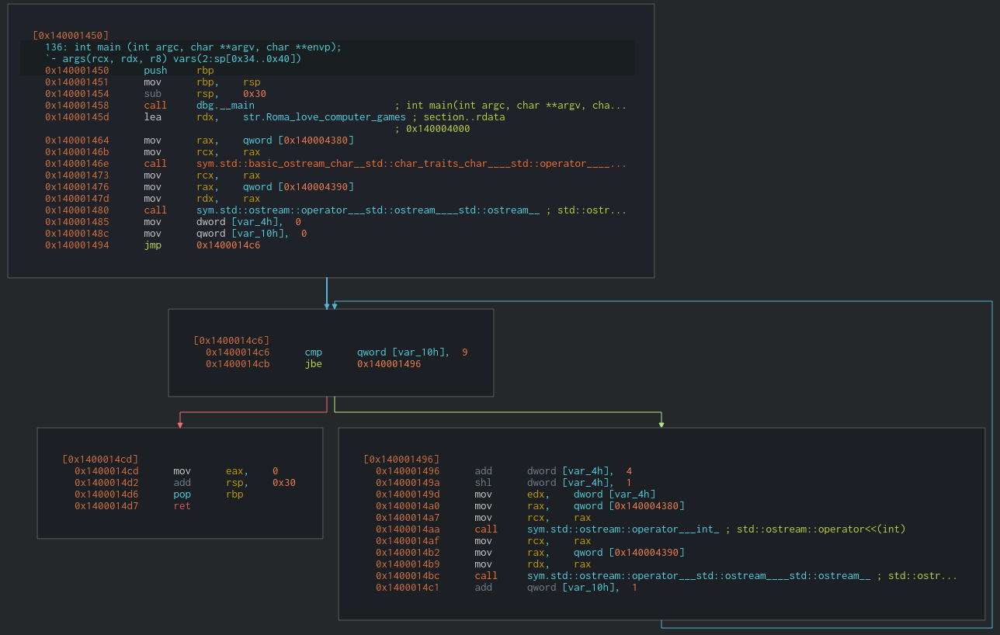 [0x140001450]
136: int main (int argc, char **argv, char **envp);
`- args(rcx, rdx, r8) vars(2:sp[0x34..0x40])
0x140001450 push rbp
0x140001451 mov rbp, rsp
0x140001454 sub rsp, 0x30
0x140001458 call dbg.__main ; int main(int argc, char **argv, cha...
0x14000145d lea rdx, str.Roma_love_computer_games ; section..rdata
; 0x140004000
0x140001464 mov rax, qword [0x140004380]
0x14000146b mov rcx, rax
0x14000146e call sym.std::basic_ostream_char__std::char_traits_char____std::operator____...
0x140001473 mov rcx, rax
0x140001476 mov rax, qword [0x140004390]
0x14000147d mov rdx, rax
0x140001480 call sym.std::ostream::operator___std::ostream____std::ostream__ ; std::ostr...
0x140001485 mov dword [var_4h], 0
0x14000148c mov qword [var_10h], 0
0x140001494 jmp 0x1400014c6
[0x1400014c6]
0x1400014c6 cmp qword [var_10h], 9
0x1400014cb jbe 0x140001496
[0x1400014cd]
0x1400014cd mov eax, 0
0x1400014d2 add rsp, 0x30
0x1400014d6 pop rbp
0x1400014d7 ret
[0x140001496]
0x140001496 add dword [var_4h], 4
0x14000149a shl dword [var_4h], 1
0x14000149d mov edx, dword [var_4h]
0x1400014a0 mov rax, qword [0x140004380]
0x1400014a7 mov rcx, rax
0x1400014aa call sym.std::ostream::operator___int_ ; std::ostream::operator<<(int)
0x1400014af mov rcx, rax
0x1400014b2 mov rax, qword [0x140004390]
0x1400014b9 mov rdx, rax
0x1400014bc call sym.std::ostream::operator___std::ostream____std::ostream__ ; std::ostr...
0x1400014c1 add qword [var_10h], 1